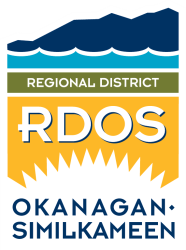 REGIONAL DISTRICT
RDOS
OKANAGAN·
SIMILKAMEEN